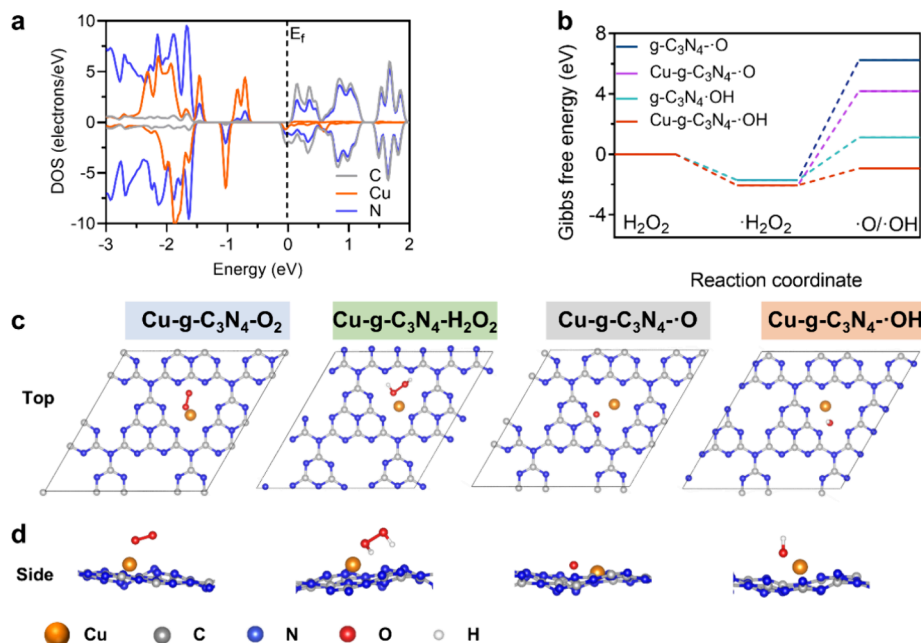 a
DOS (electrons/eV)
10
5
0
-5
-10
E_f
C
Cu
N
-3
-2
-1
0
1
2
Energy (eV)
b
Gibbs free energy (eV)
8
4
0
-4
g-C₃N₄-·O
Cu-g-C₃N₄-·O
g-C₃N₄·OH
Cu-g-C₃N₄-·OH
H₂O₂
·H₂O₂
·O/·OH
Reaction coordinate
c
Cu-g-C₃N₄-O₂
Cu-g-C₃N₄-H₂O₂
Cu-g-C₃N₄-·O
Cu-g-C₃N₄-·OH
Top
d
Side
Cu
C
N
O
H